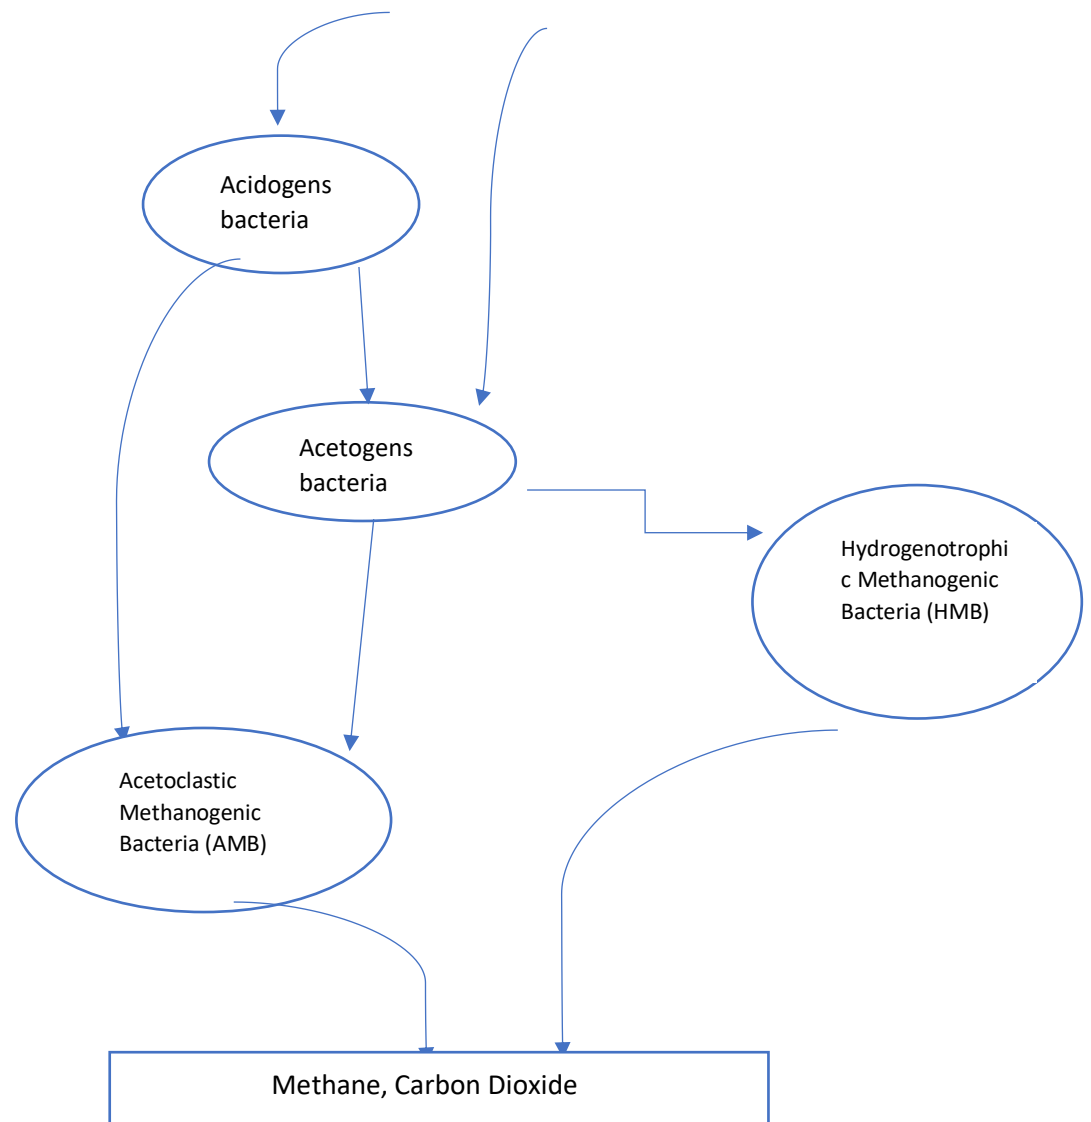 Acidogens
bacteria
Acetogens
bacteria
Hydrogenotrophi
c Methanogenic
Bacteria (HMB)
Acetoclastic
Methanogenic
Bacteria (AMB)
Methane, Carbon Dioxide